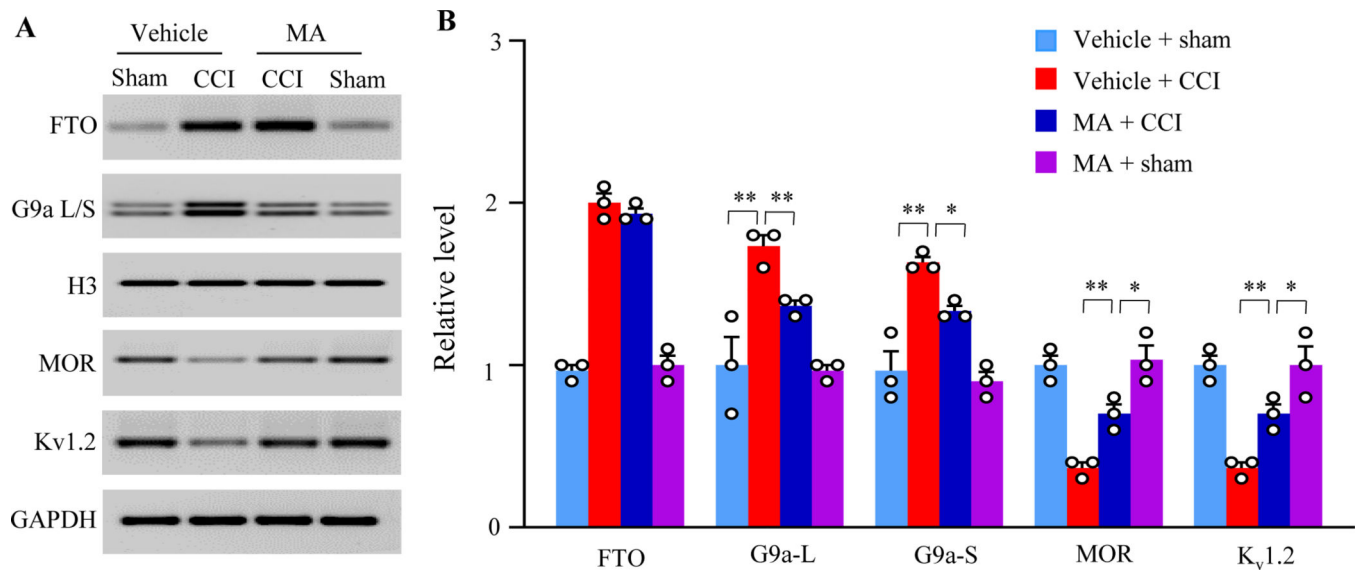 A
Vehicle MA
Sham CCI CCI Sham
FTO
G9a L/S
H3
MOR
Kv1.2
GAPDH
B
Relative level
3
2
1
0
Vehicle + sham
Vehicle + CCI
MA + CCI
MA + sham
** **
** *
** *
** *
FTO G9a-L G9a-S MOR Kv1.2